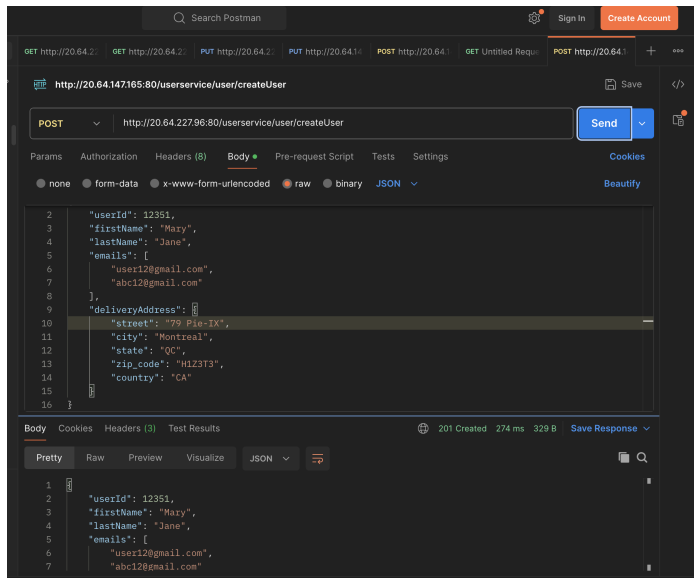 Search Postman
Sign In
Create Account
GET http://20.64.22
GET http://20.64.22
PUT http://20.64.22
PUT http://20.64.14
POST http://20.64.1
GET Untitled Reque
POST http://20.64.1
HTTP http://20.64.147.165:80/userservice/user/createUser
Save
POST http://20.64.227.96:80/userservice/user/createUser
Send
Params Authorization Headers (8) Body Pre-request Script Tests Settings Cookies
none form-data x-www-form-urlencoded raw binary JSON Beautify
2 "userId": 12351,
3 "firstName": "Mary",
4 "lastName": "Jane",
5 "emails": [
6 "user12@gmail.com",
7 "abc12@gmail.com"
8 ],
9 "deliveryAddress": {
10 "street": "79 Pie-IX",
11 "city": "Montreal",
12 "state": "QC",
13 "zip_code": "H1Z3T3",
14 "country": "CA"
15 }
16 }
Body Cookies Headers (3) Test Results 201 Created 274 ms 329 B Save Response
Pretty Raw Preview Visualize JSON
1 {
2 "userId": 12351,
3 "firstName": "Mary",
4 "lastName": "Jane",
5 "emails": [
6 "user12@gmail.com",
7 "abc12@gmail.com"